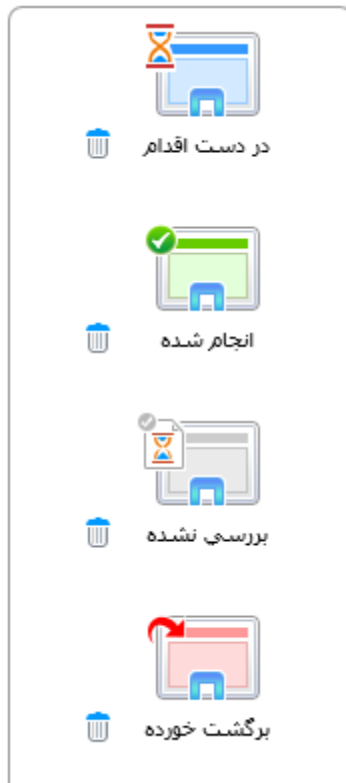 در دست اقدام
انجام شده
بررسي نشده
برگشت خورده